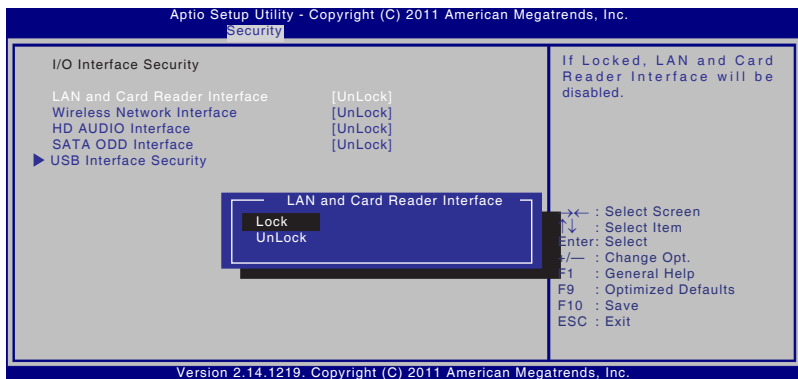 Aptio Setup Utility - Copyright (C) 2011 American Megatrends, Inc.
Security
I/O Interface Security
LAN and Card Reader Interface [UnLock]
Wireless Network Interface [UnLock]
HD AUDIO Interface [UnLock]
SATA ODD Interface [UnLock]
USB Interface Security
If Locked, LAN and Card
Reader Interface will be
disabled.
LAN and Card Reader Interface
Lock
UnLock
→← : Select Screen
↑↓ : Select Item
Enter: Select
+/— : Change Opt.
F1 : General Help
F9 : Optimized Defaults
F10 : Save
ESC : Exit
Version 2.14.1219. Copyright (C) 2011 American Megatrends, Inc.